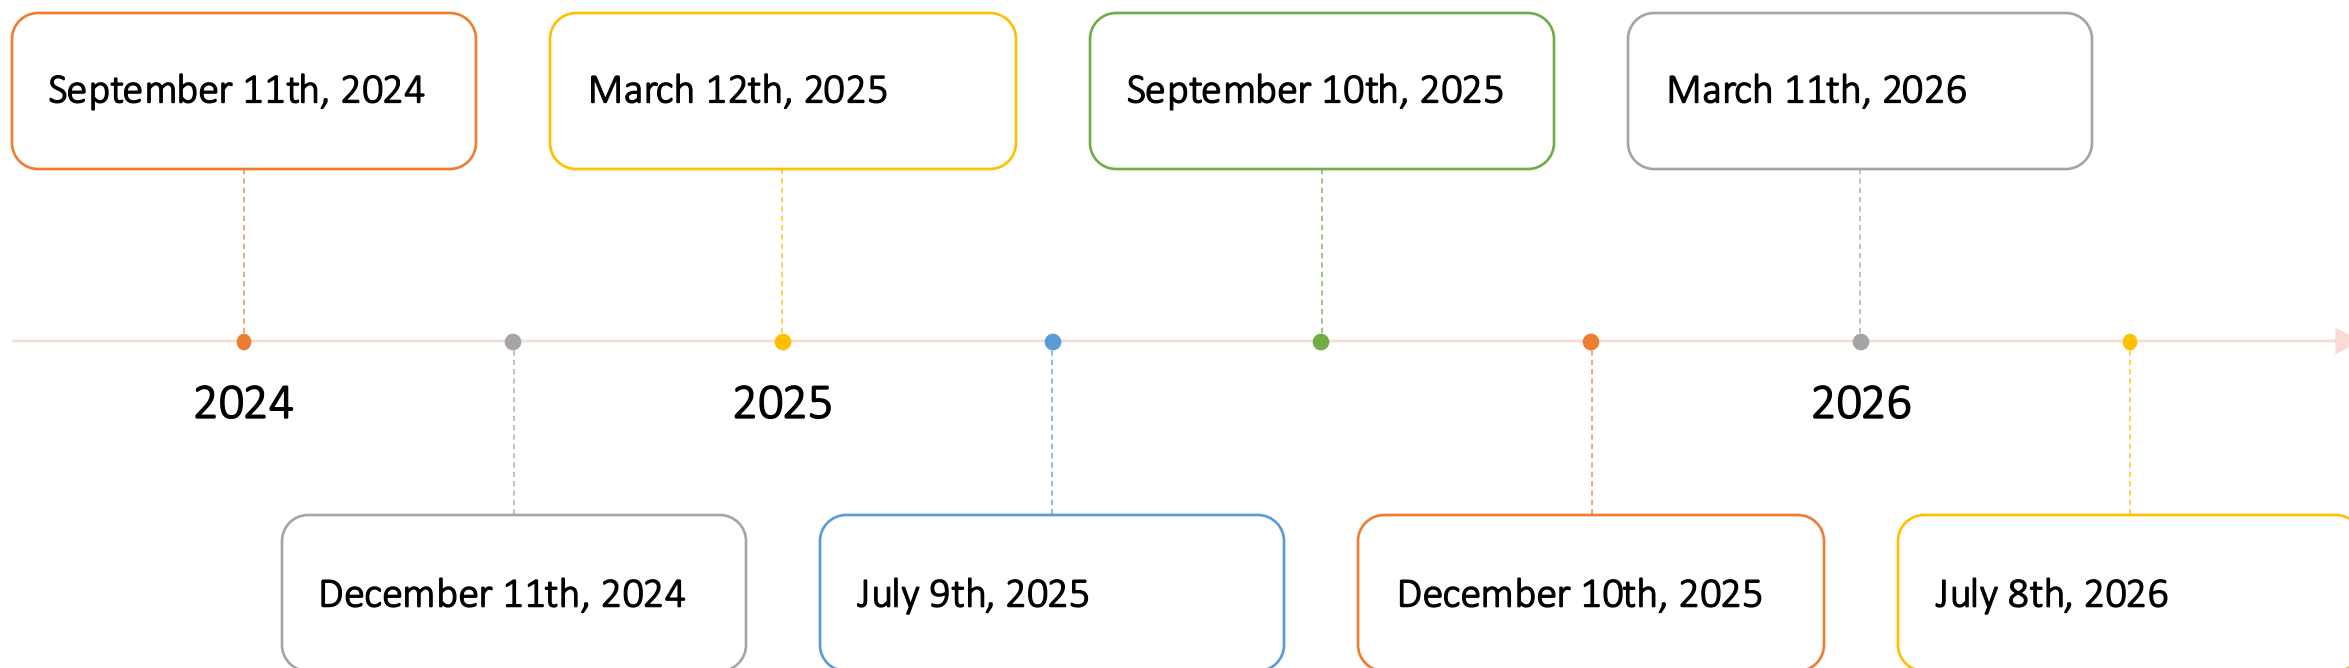 September 11th, 2024
March 12th, 2025
September 10th, 2025
March 11th, 2026
2024
2025
2026
December 11th, 2024
July 9th, 2025
December 10th, 2025
July 8th, 2026